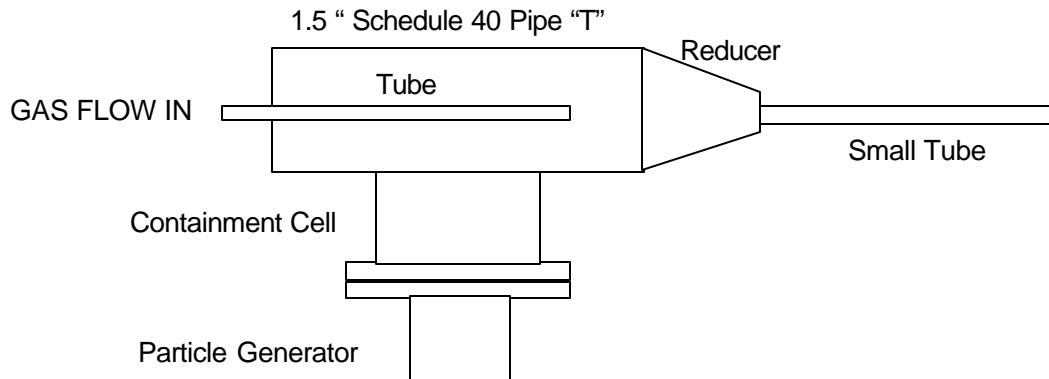 1.5 “ Schedule 40 Pipe “T”
Reducer
Tube
GAS FLOW IN
Small Tube
Containment Cell
Particle Generator